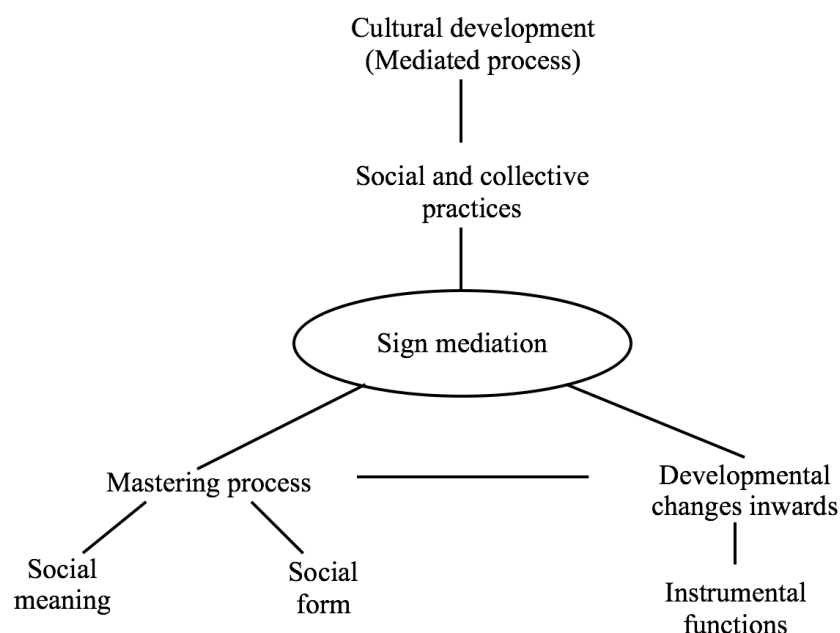 Cultural development
(Mediated process)
Social and collective
practices
Sign mediation
Mastering process
Developmental
changes inwards
Social
meaning
Social
form
Instrumental
functions